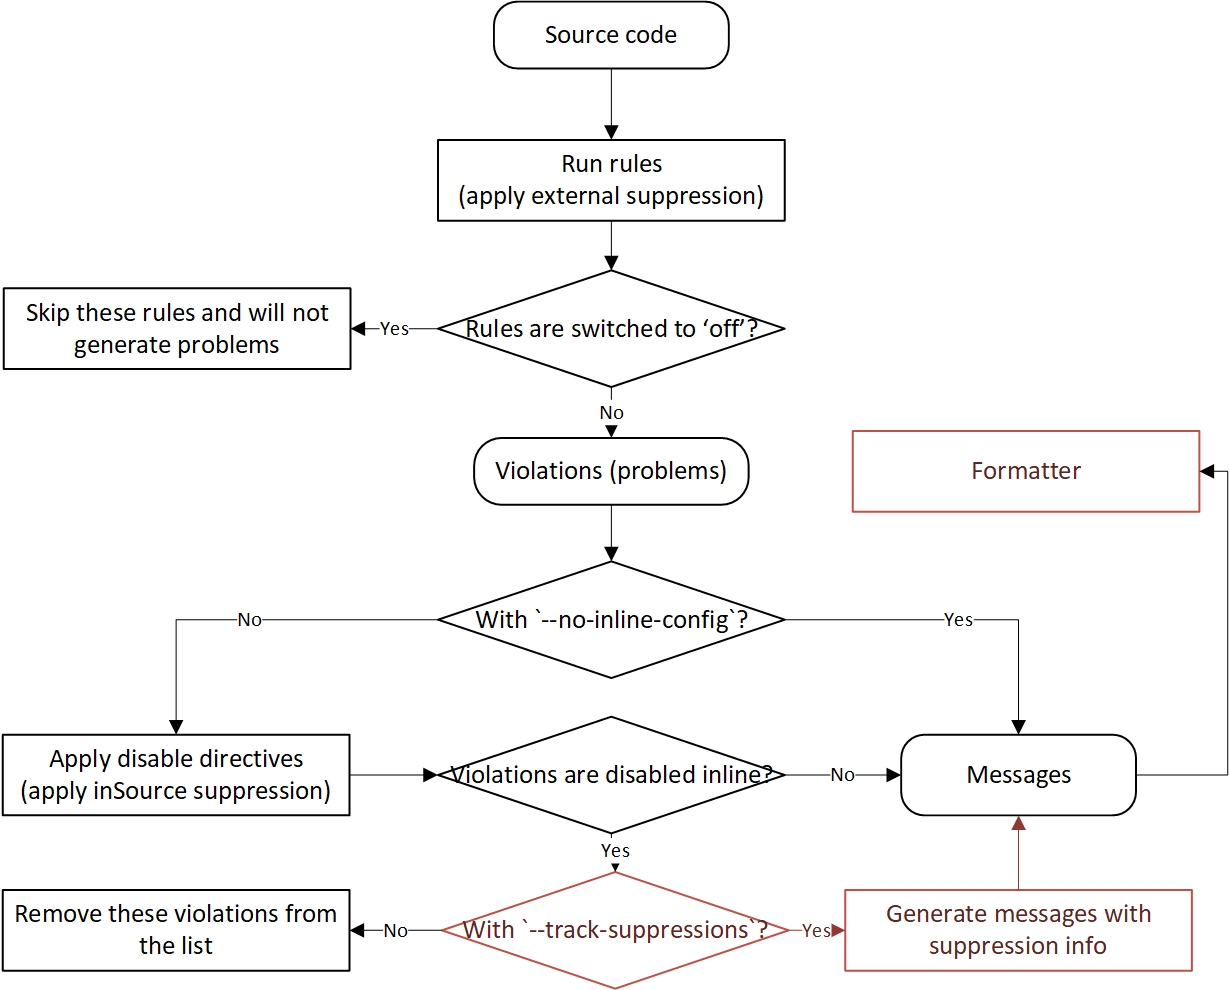 Source code
Run rules
(apply external suppression)
Rules are switched to ‘off’?
Yes
Skip these rules and will not
generate problems
No
Violations (problems)
Formatter
With `--no-inline-config`?
No
Yes
Apply disable directives
(apply inSource suppression)
Violations are disabled inline?
No
Messages
Yes
With `--track-suppressions`?
No
Remove these violations from
the list
Yes
Generate messages with
suppression info